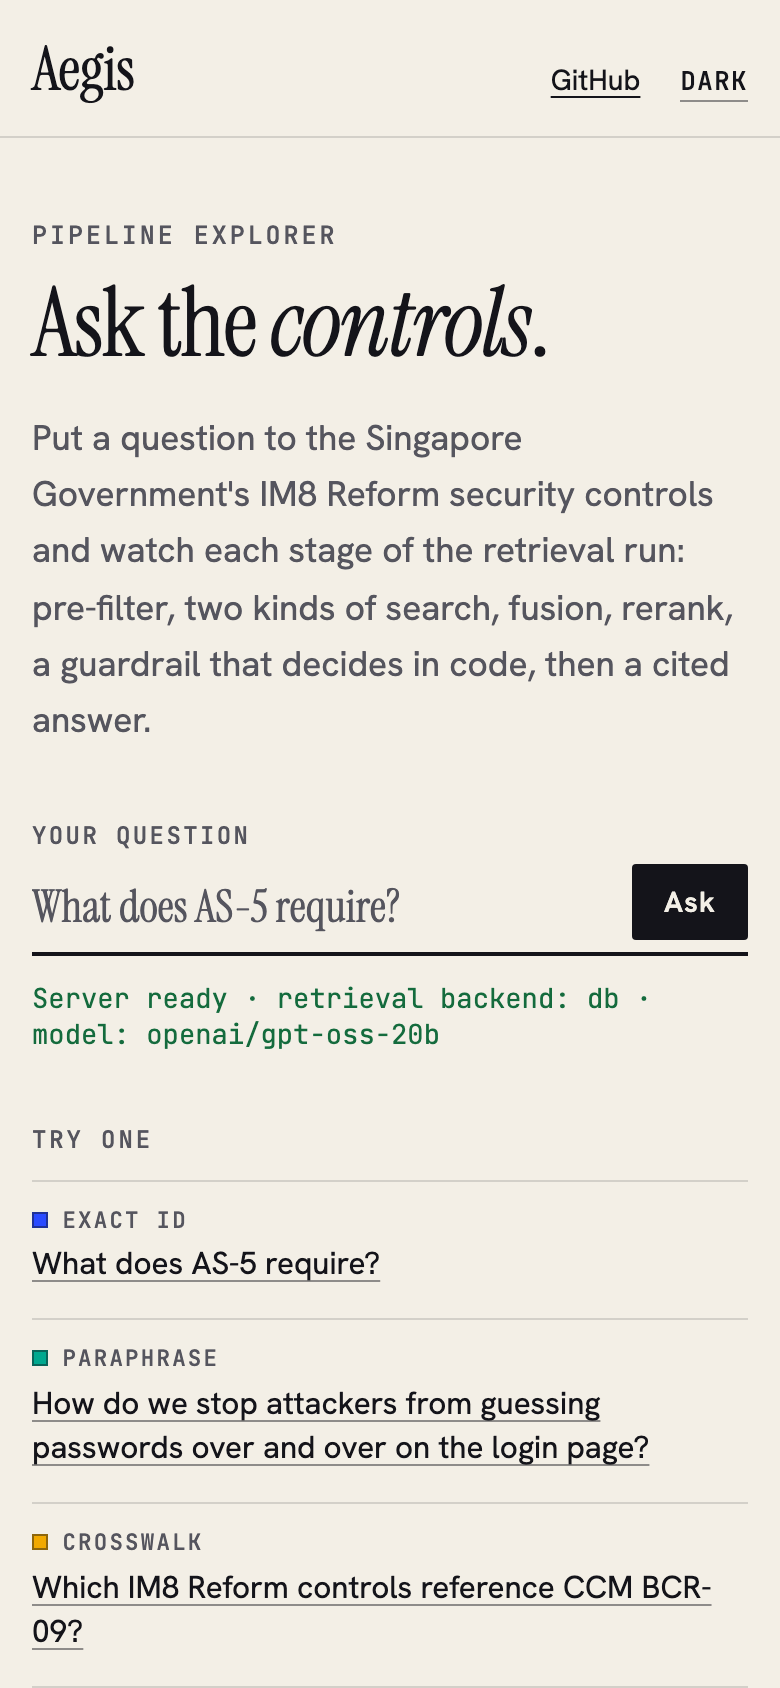 Aegis
GitHub DARK
PIPELINE EXPLORER
Ask the controls.
Put a question to the Singapore
Government's IM8 Reform security controls
and watch each stage of the retrieval run:
pre-filter, two kinds of search, fusion, rerank,
a guardrail that decides in code, then a cited
answer.
YOUR QUESTION
What does AS-5 require?
Ask
Server ready · retrieval backend: db ·
model: openai/gpt-oss-20b
TRY ONE
EXACT ID
What does AS-5 require?
PARAPHRASE
How do we stop attackers from guessing
passwords over and over on the login page?
CROSSWALK
Which IM8 Reform controls reference CCM BCR-
09?